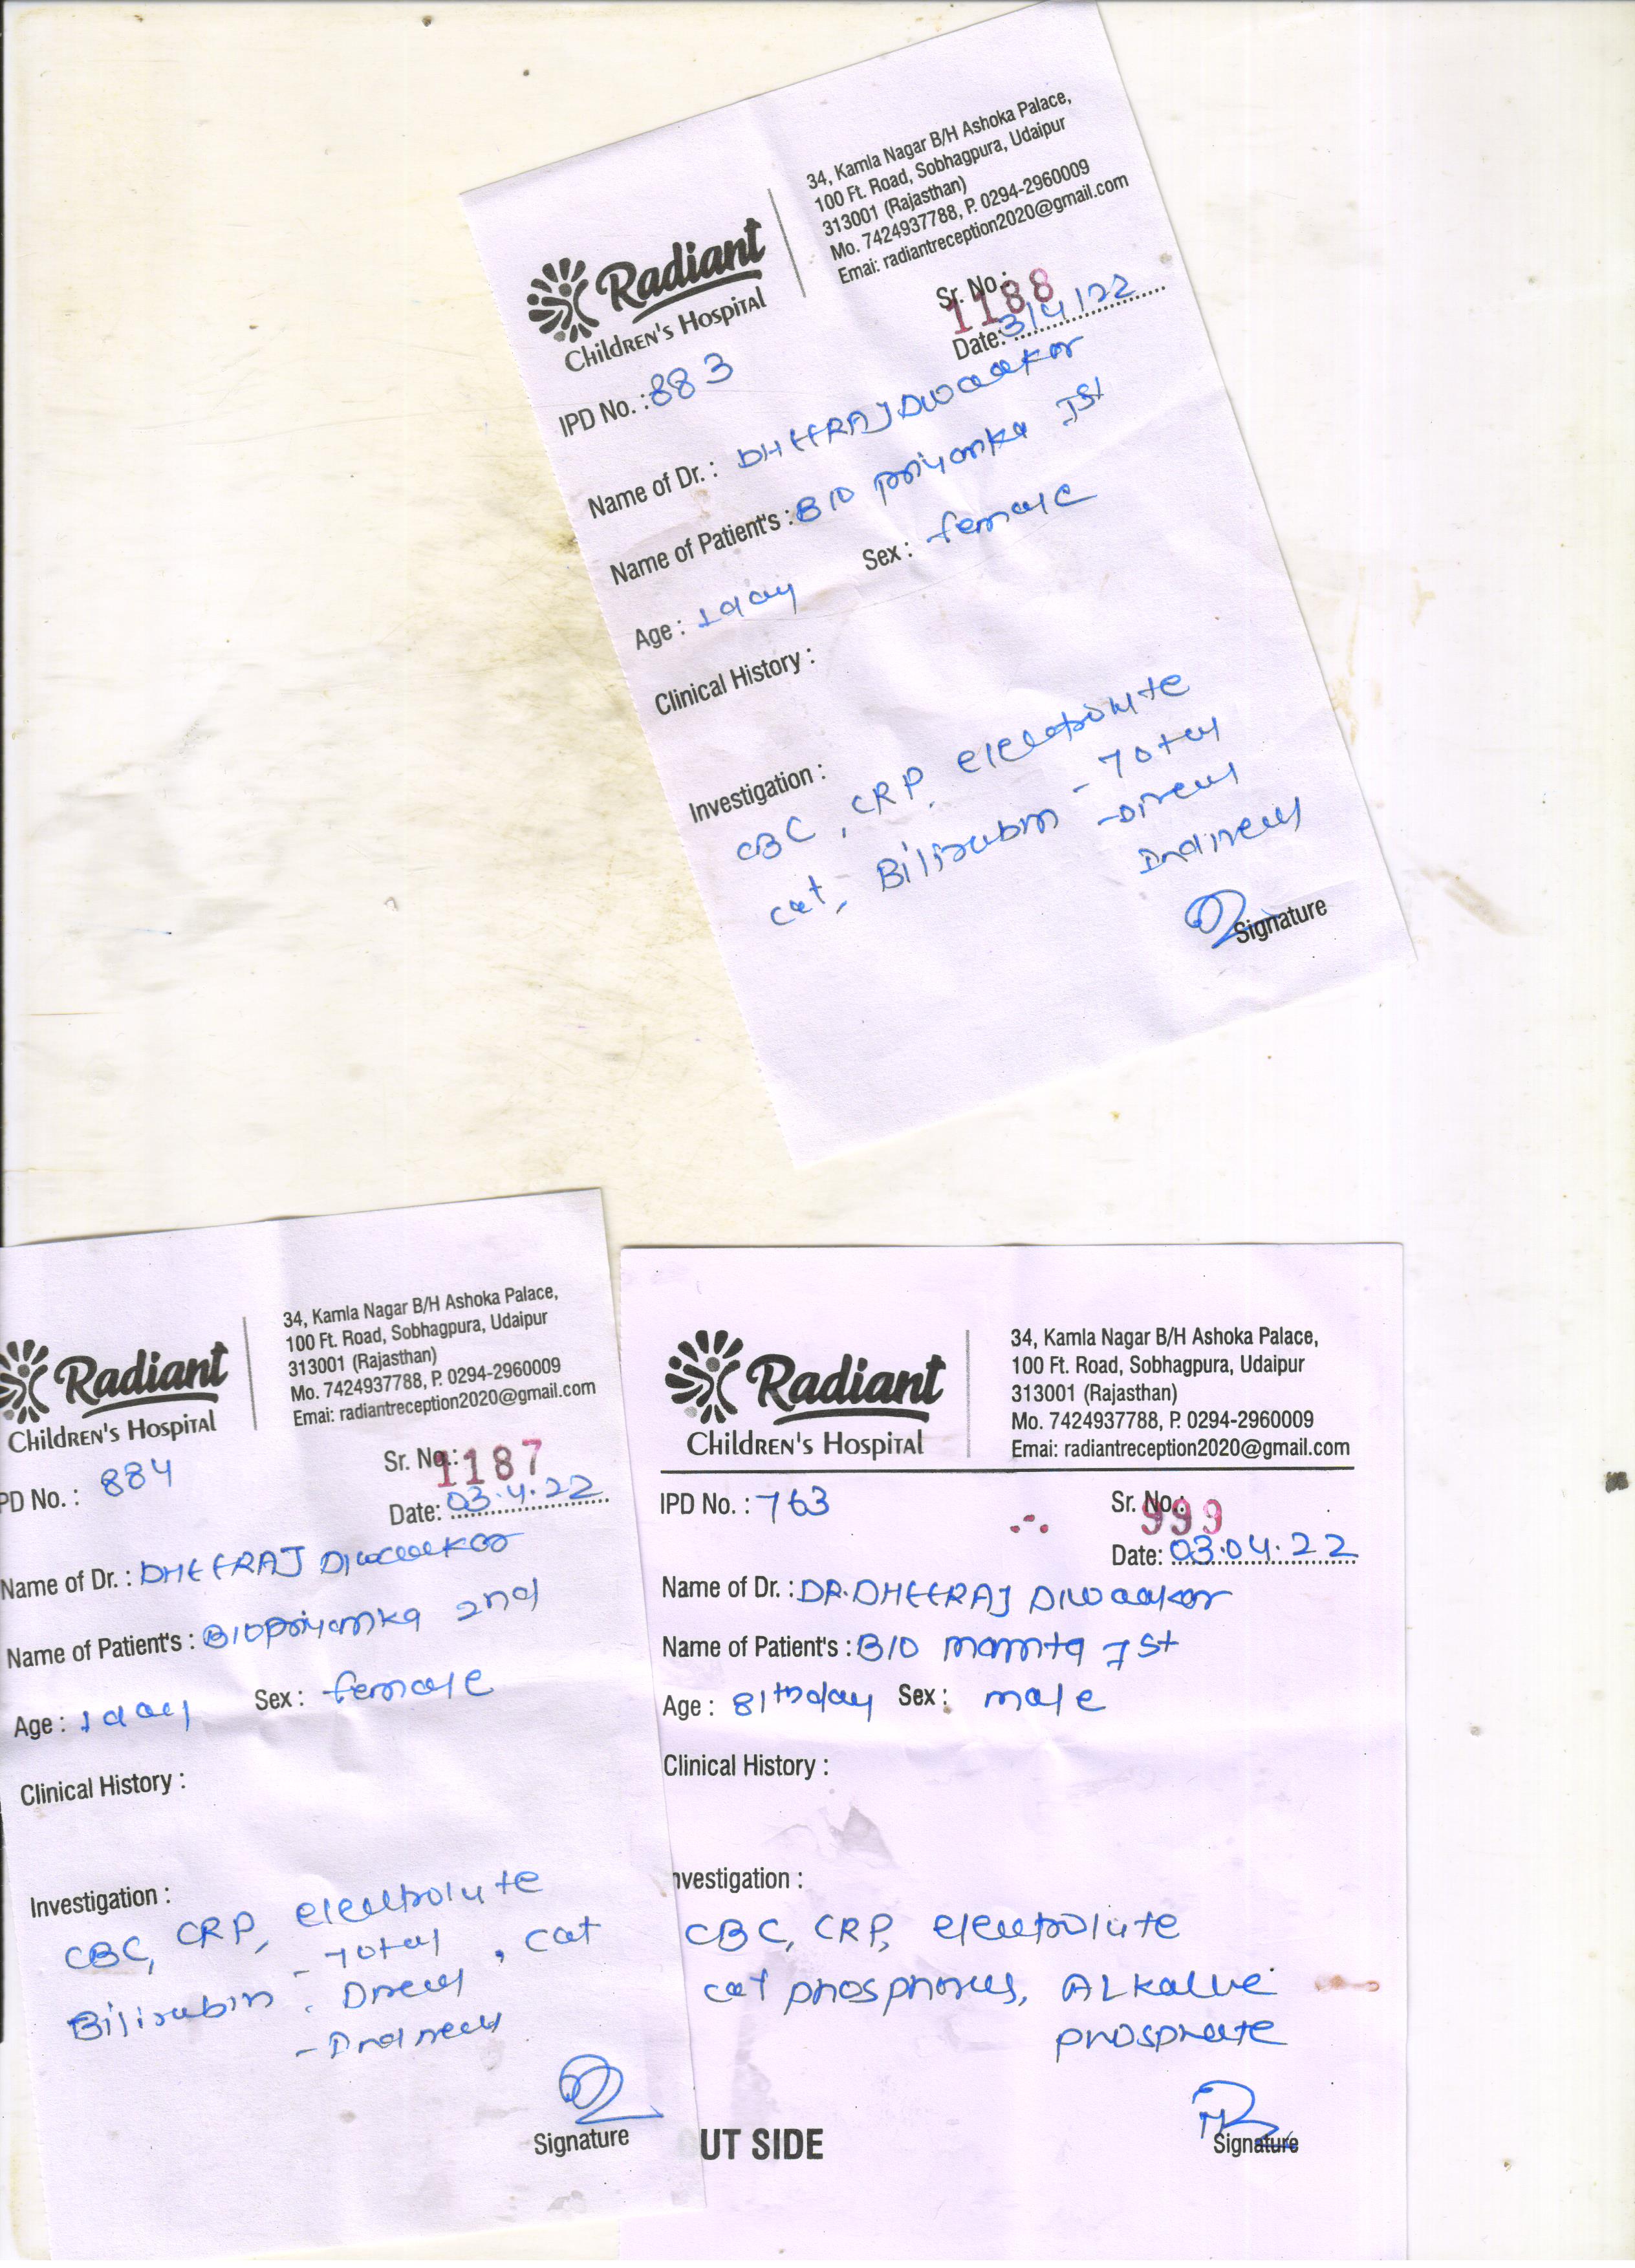 Radiant
Children's Hospital
34, Kamla Nagar B/H Ashoka Palace,
100 Ft. Road, Sobhagpura, Udaipur
313001 (Rajasthan)
Mo. 7424937788, P. 0294-2960009
Emai: radiantreception2020@gmail.com
IPD No. : 883
Sr. No.: 1188
Date: 3/4/22
Name of Dr. : DHEERAJ Diwaakar
Name of Patient's : B/O Priyanka Ist
Age : 1 day Sex : female
Clinical History :
Investigation :
CBC, CRP, electrolyte
cal, Bilirubin - Total
- Direct
Indirect
Signature
Radiant
Children's Hospital
34, Kamla Nagar B/H Ashoka Palace,
100 Ft. Road, Sobhagpura, Udaipur
313001 (Rajasthan)
Mo. 7424937788, P. 0294-2960009
Emai: radiantreception2020@gmail.com
PD No. : 884
Sr. No.: 1187
Date: 03.4.22
Name of Dr. : DHEERAJ Diwaakar
Name of Patient's : B/O Priyanka 2nd
Age : 1 day Sex : female
Clinical History :
Investigation :
CBC, CRP, electrolyte
Bilirubin - Total , cal
- Direct
- Indirect
Signature
Radiant
Children's Hospital
34, Kamla Nagar B/H Ashoka Palace,
100 Ft. Road, Sobhagpura, Udaipur
313001 (Rajasthan)
Mo. 7424937788, P. 0294-2960009
Emai: radiantreception2020@gmail.com
IPD No. : 763
Sr. No.: 999
Date: 03.04.22
Name of Dr. : DR. DHEERAJ Diwaakar
Name of Patient's : B/O Mamta Ist
Age : 81th day Sex : male
Clinical History :
nvestigation :
CBC, CRP, electrolyte
cal phosphorus, ALKaline
phosphate
UT SIDE
Signature